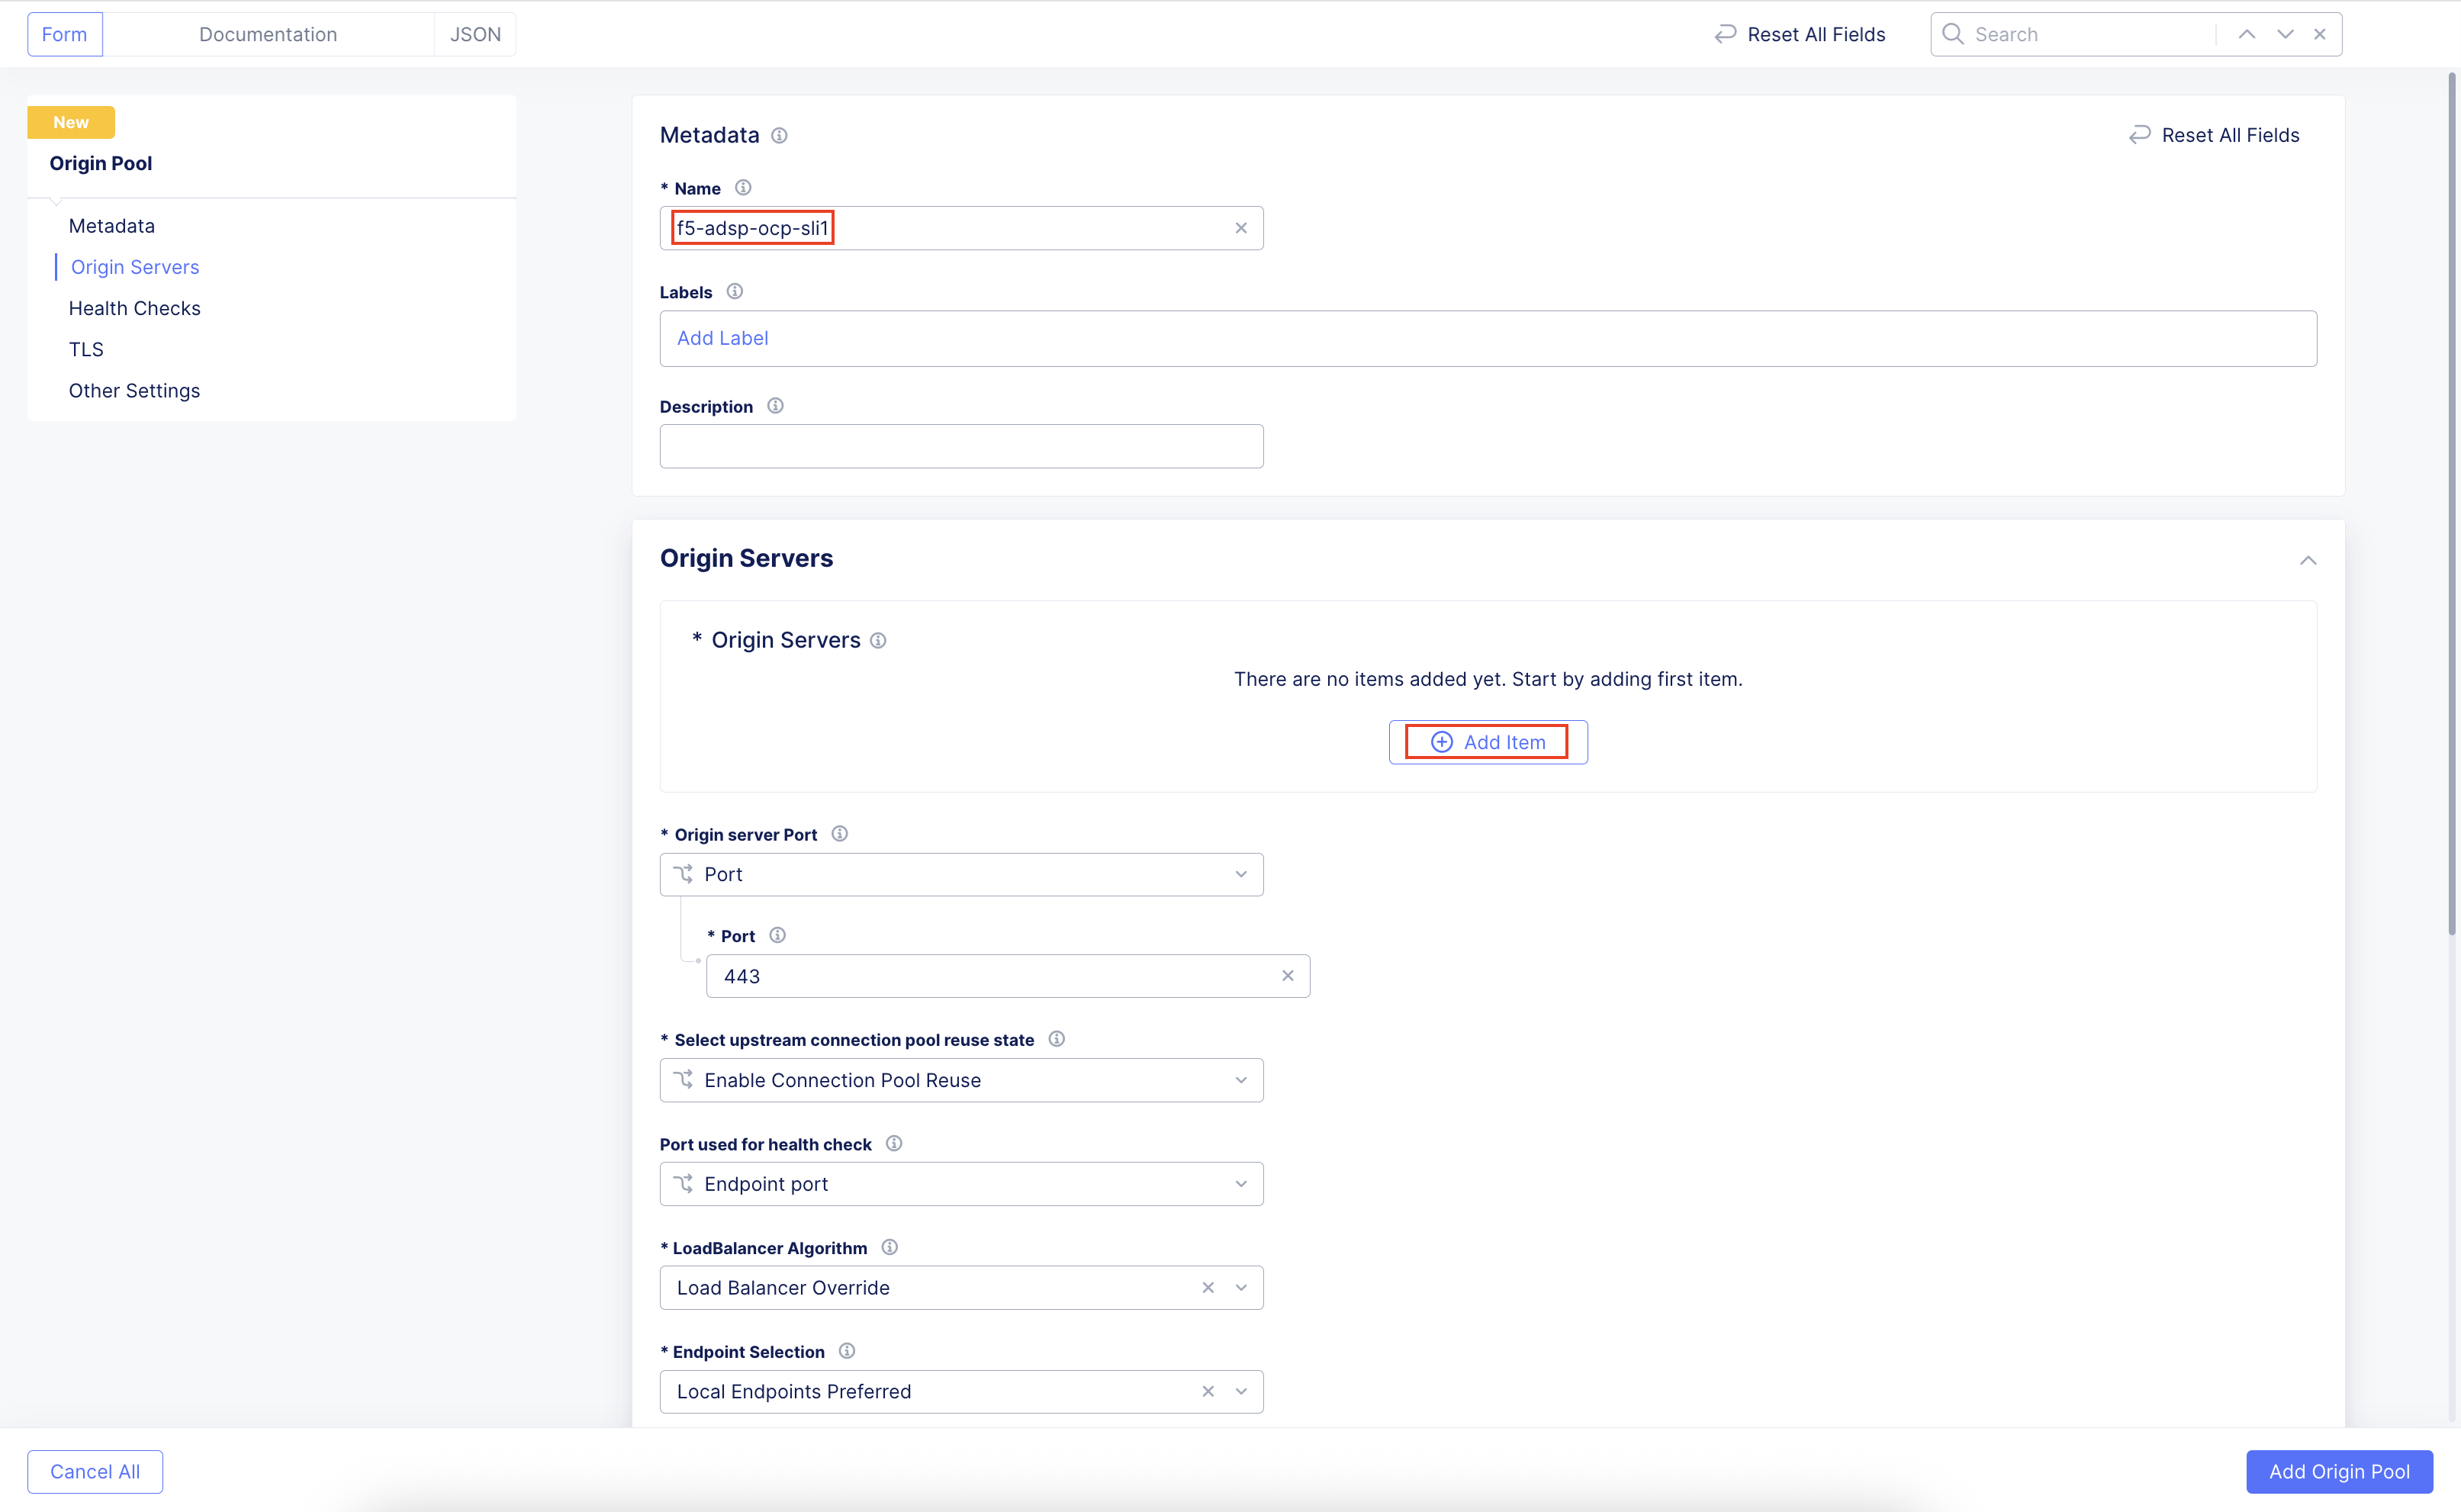 Form
Documentation
JSON
Reset All Fields
Search
New
Origin Pool
Metadata
Origin Servers
Health Checks
TLS
Other Settings
Metadata
Reset All Fields
* Name
f5-adsp-ocp-sli1
Labels
Add Label
Description
Origin Servers
* Origin Servers
There are no items added yet. Start by adding first item.
Add Item
* Origin server Port
Port
* Port
443
* Select upstream connection pool reuse state
Enable Connection Pool Reuse
Port used for health check
Endpoint port
* LoadBalancer Algorithm
Load Balancer Override
* Endpoint Selection
Local Endpoints Preferred
Cancel All
Add Origin Pool